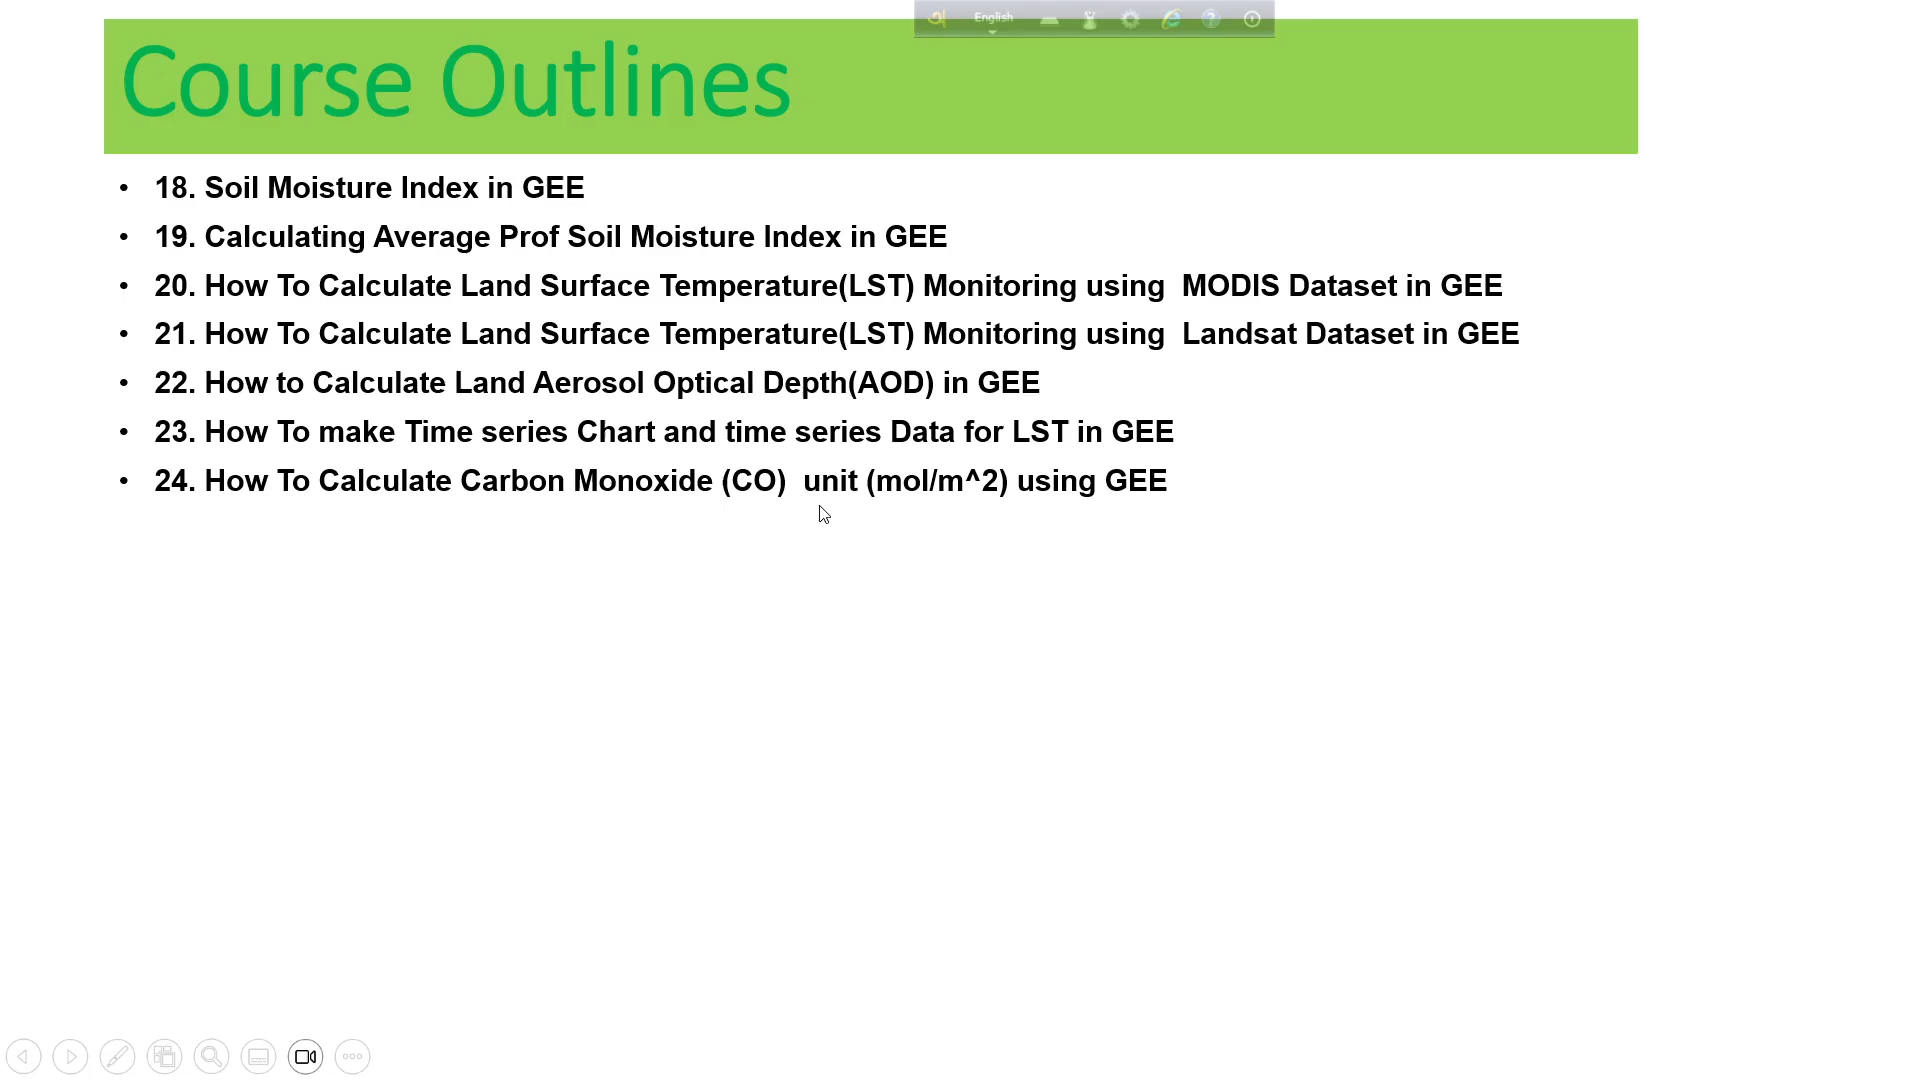 অ English
Course Outlines
• 18. Soil Moisture Index in GEE
• 19. Calculating Average Prof Soil Moisture Index in GEE
• 20. How To Calculate Land Surface Temperature(LST) Monitoring using  MODIS Dataset in GEE
• 21. How To Calculate Land Surface Temperature(LST) Monitoring using  Landsat Dataset in GEE
• 22. How to Calculate Land Aerosol Optical Depth(AOD) in GEE
• 23. How To make Time series Chart and time series Data for LST in GEE
• 24. How To Calculate Carbon Monoxide (CO)  unit (mol/m^2) using GEE